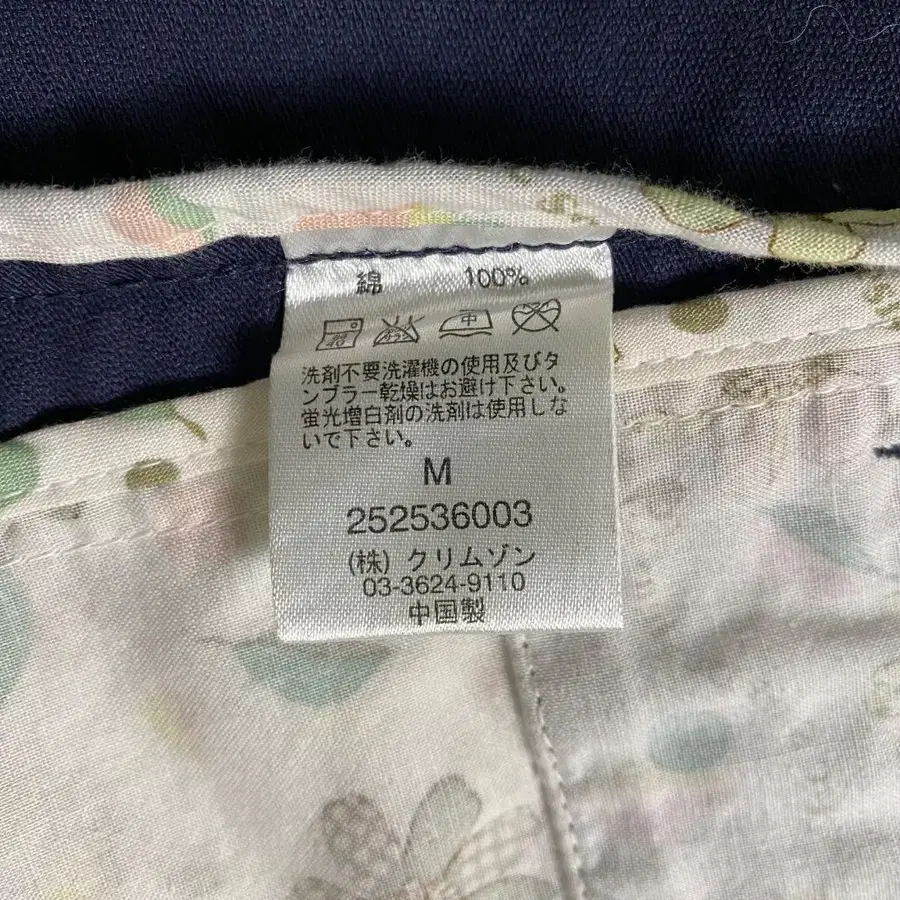 綿 100%
40 中
洗剤不要洗濯機の使用及びタ
ンブラー乾燥はお避け下さい。
蛍光増白剤の洗剤は使用しな
いで下さい。
M
252536003
(株) クリムゾン
03-3624-9110
中国製